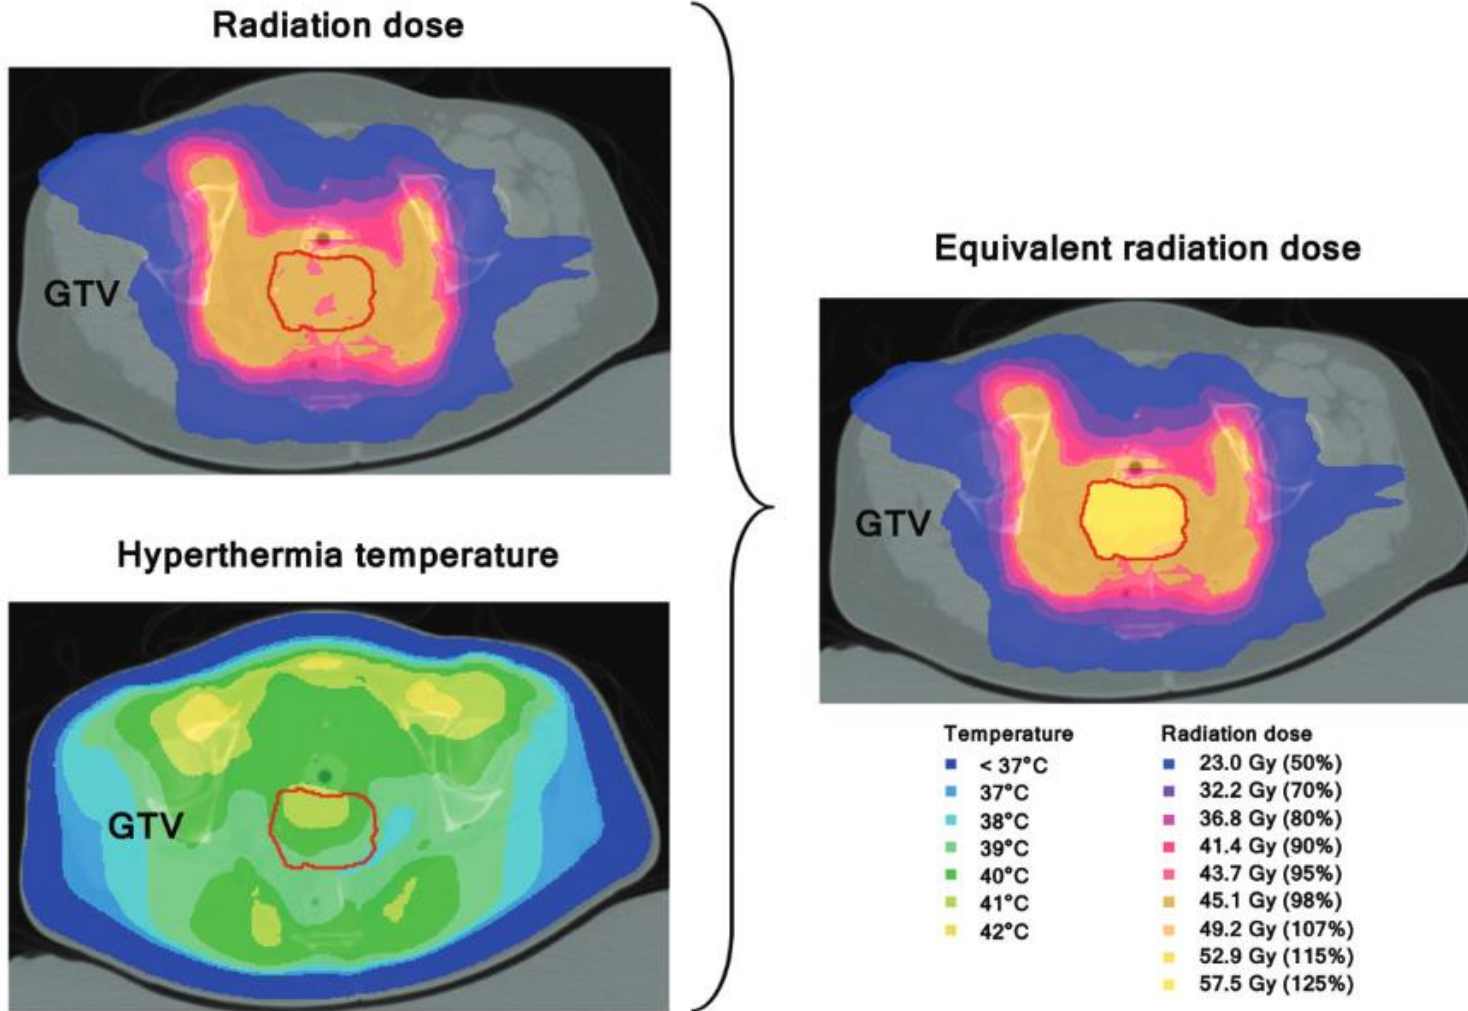 Radiation dose
GTV
Hyperthermia temperature
GTV
Equivalent radiation dose
GTV
Temperature
< 37°C
37°C
38°C
39°C
40°C
41°C
42°C
Radiation dose
23.0 Gy (50%)
32.2 Gy (70%)
36.8 Gy (80%)
41.4 Gy (90%)
43.7 Gy (95%)
45.1 Gy (98%)
49.2 Gy (107%)
52.9 Gy (115%)
57.5 Gy (125%)